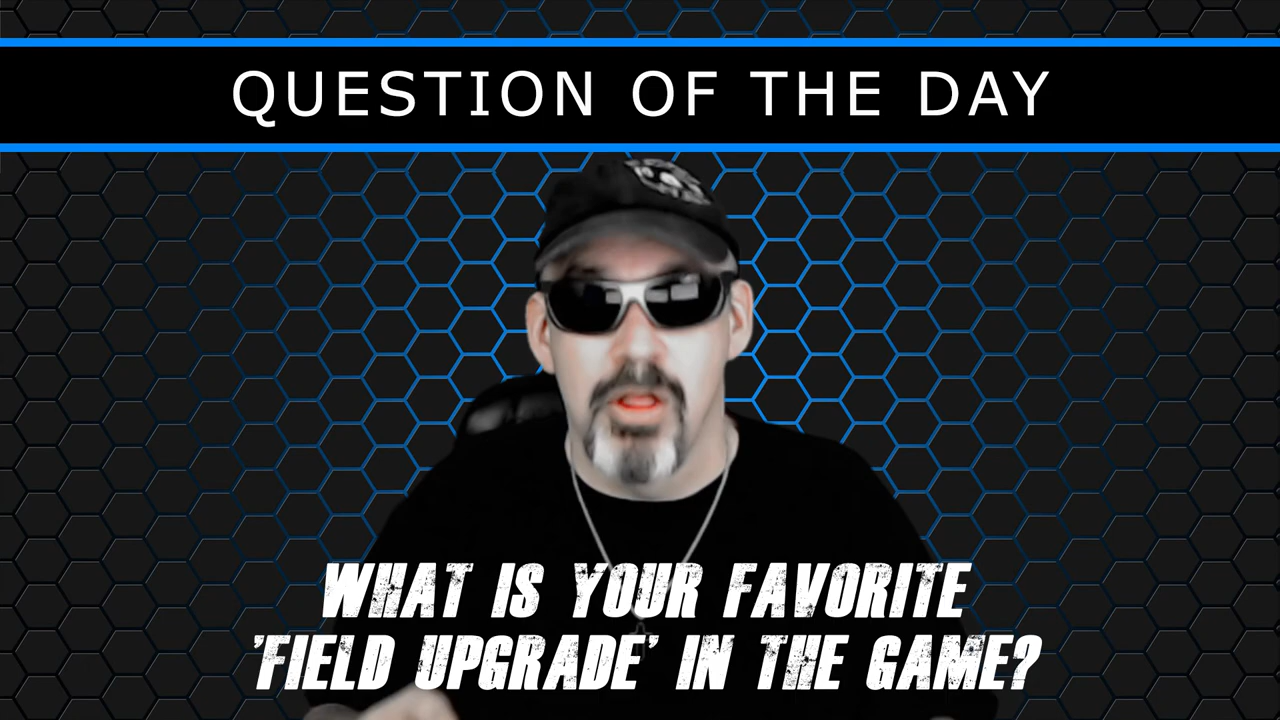 QUESTION OF THE DAY
WHAT IS YOUR FAVORITE
'FIELD UPGRADE' IN THE GAME?